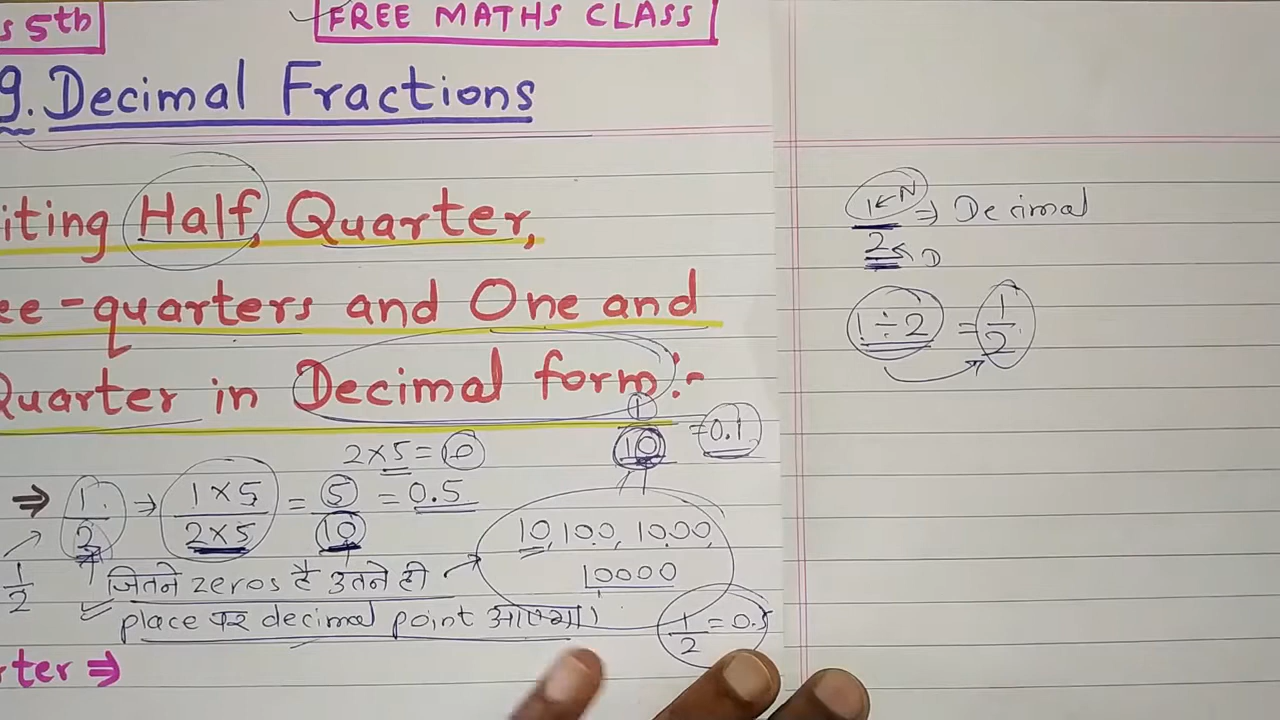 s 5th
FREE MATHS CLASS
9. Decimal Fractions
iting Half, Quarter,
ee-quarters and One and
Quarter in Decimal form:-
2×5=10
1/10 =0.1
⇒ 1/2 → 1×5/2×5 = 5/10 = 0.5
10, 100, 1000,
10000
1/2
जितने zeros है उतने ही
place पर decimal point आएगा।
1/2 = 0.5
rter ⇒
1←N ⇒ Decimal
2←D
1÷2 = 1/2